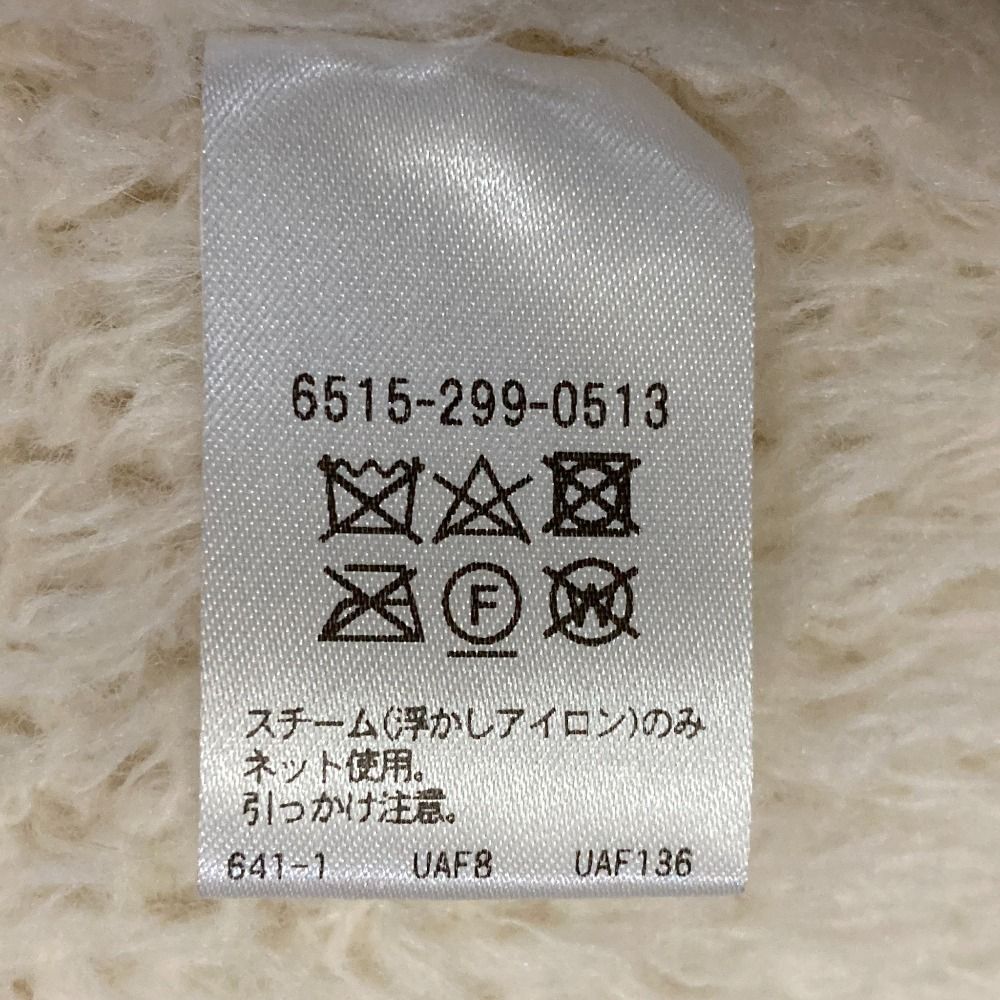 6515-299-0513
F
W
スチーム(浮かしアイロン)のみ
ネット使用。
引っかけ注意。
641-1 UAF8 UAF136